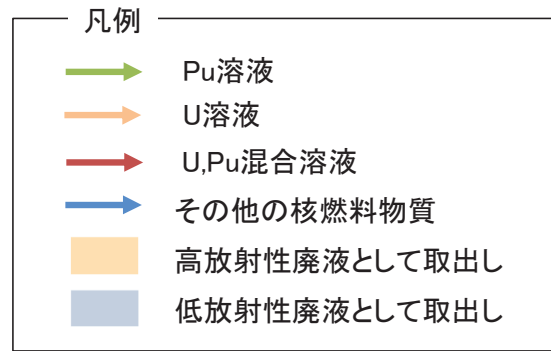 凡例
Pu溶液
U溶液
U,Pu混合溶液
その他の核燃料物質
高放射性廃液として取出し
低放射性廃液として取出し